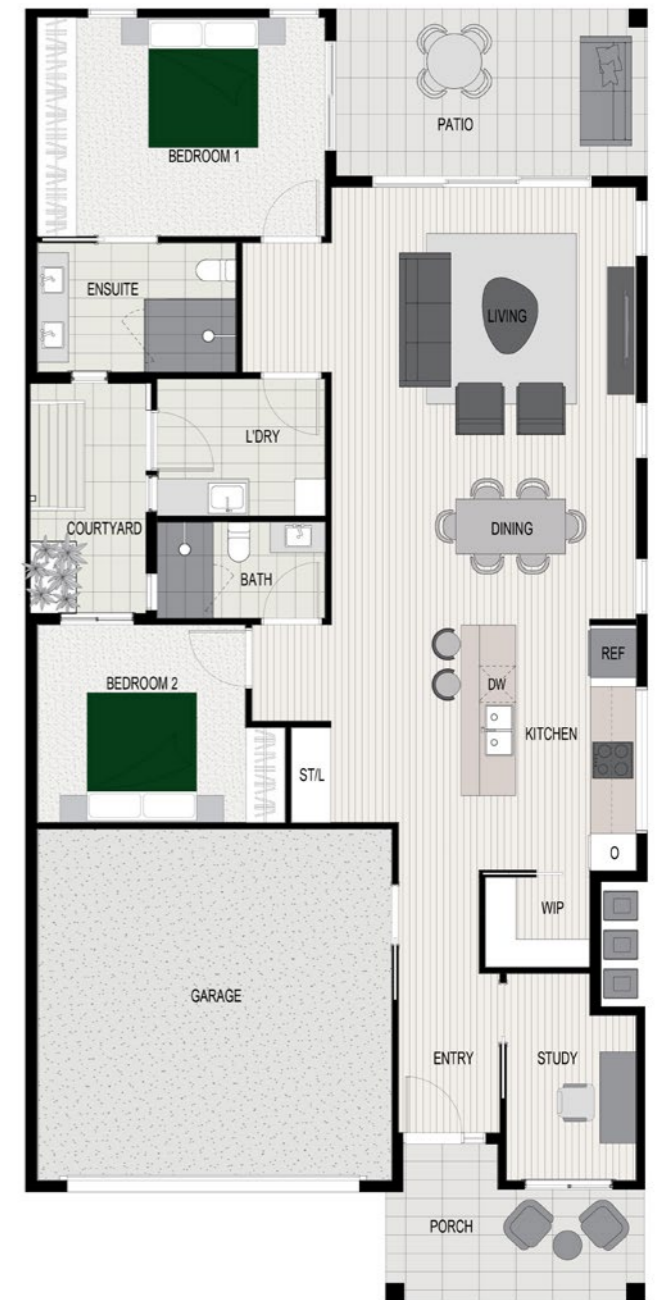 PATIO
BEDROOM 1
ENSUITE
LIVING
L'DRY
COURTYARD
DINING
BATH
REF
BEDROOM 2
DW
KITCHEN
ST/L
O
WIP
GARAGE
ENTRY
STUDY
PORCH